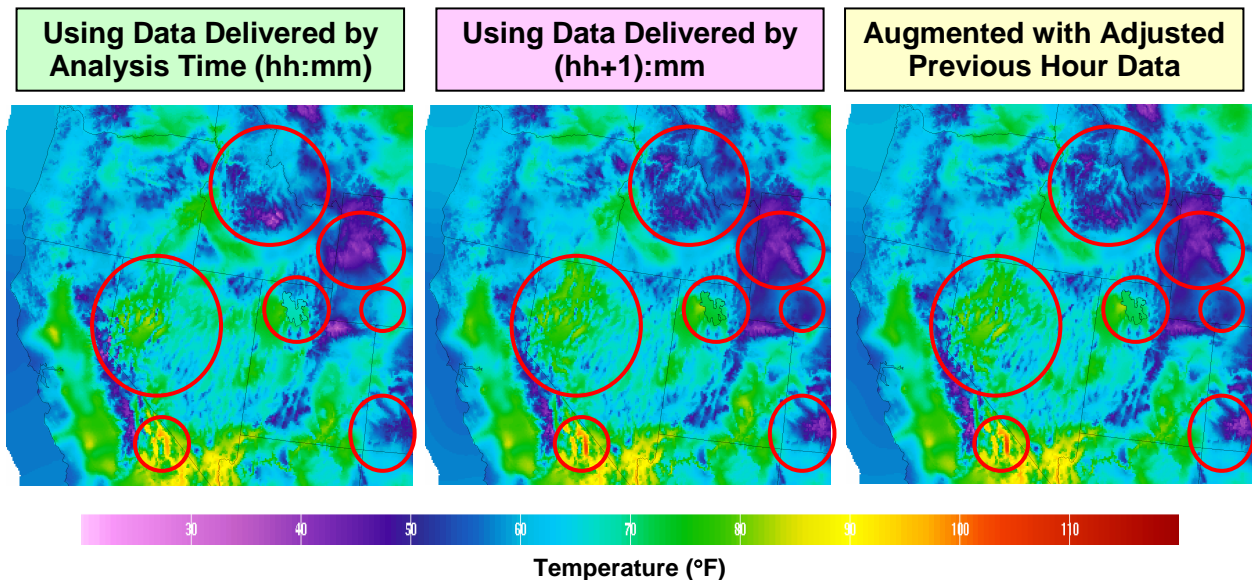 Using Data Delivered by
Analysis Time (hh:mm)
Using Data Delivered by
(hh+1):mm
Augmented with Adjusted
Previous Hour Data
30 40 50 60 70 80 90 100 110
Temperature (°F)